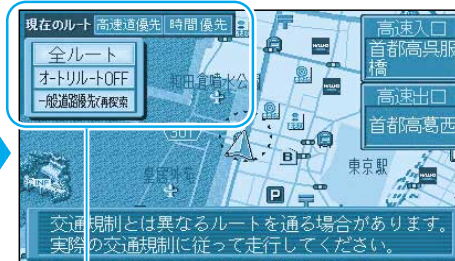 現在のルート 高速道優先 時間優先
全ルート
オートリルートOFF
一般道路優先で再探索
高速入口
首都高呉服
橋
高速出口
首都高葛西
和田倉噴水公
301
皇居外苑
東京駅
B
P
交通規制とは異なるルートを通る場合があります。
実際の交通規制に従って走行してください。